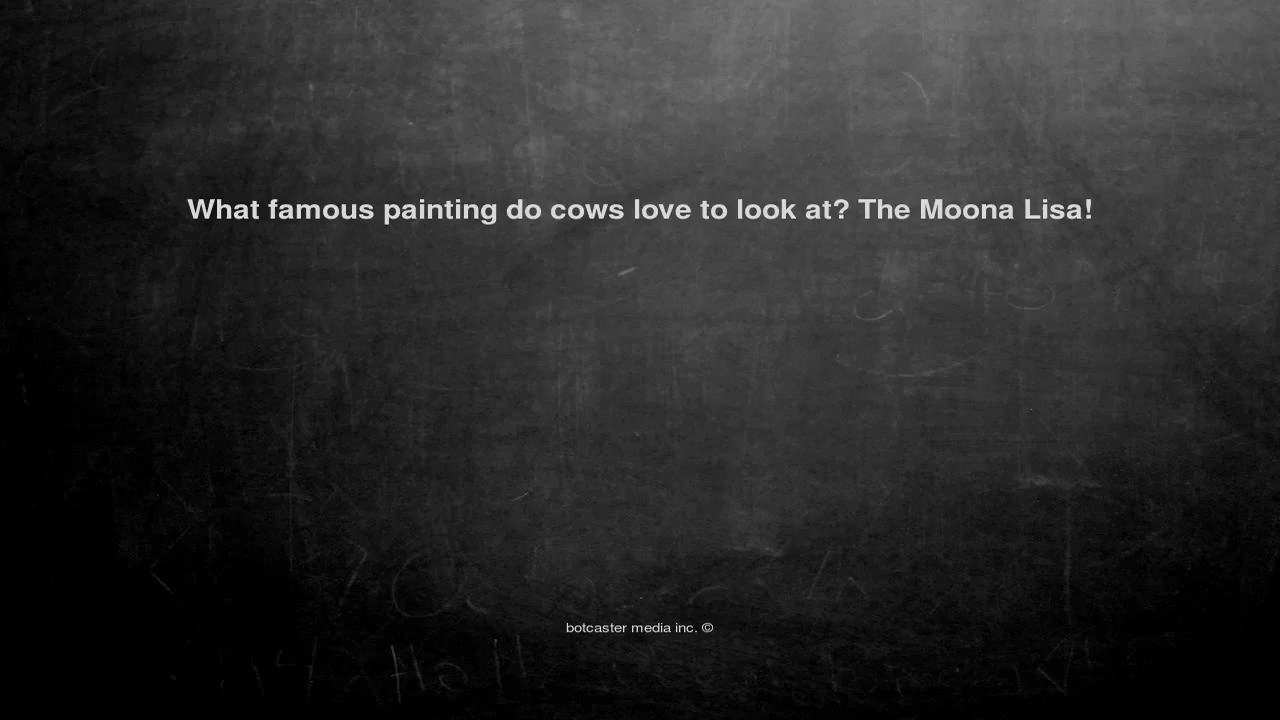 What famous painting do cows love to look at? The Moona Lisa!
botcaster media inc. ©